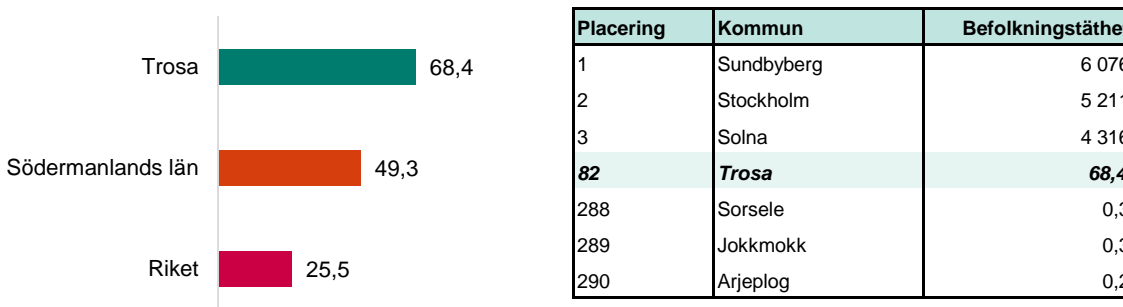 Trosa 68,4
Södermanlands län 49,3
Riket 25,5
Placering Kommun Befolkningstäthet
1 Sundbyberg 6 076
2 Stockholm 5 211
3 Solna 4 316
82 Trosa 68,4
288 Sorsele 0,3
289 Jokkmokk 0,3
290 Arjeplog 0,2